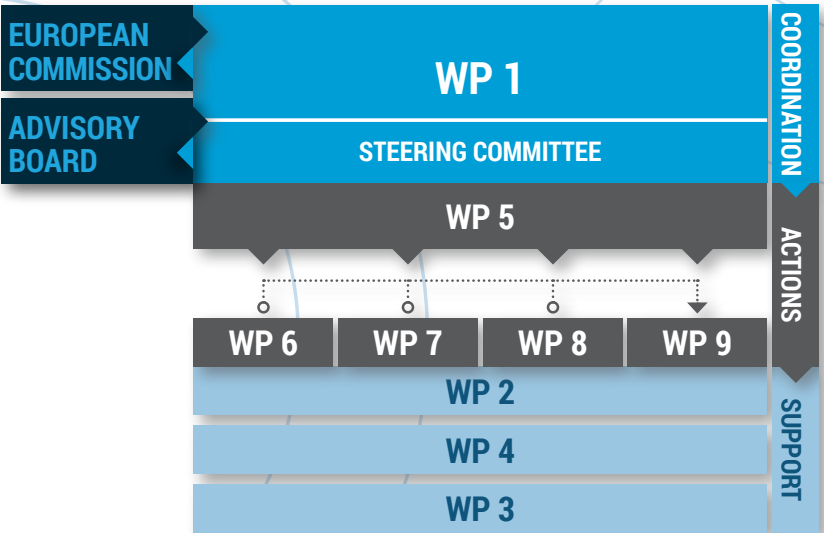 EUROPEAN
COMMISSION
ADVISORY
BOARD
WP 1
STEERING COMMITTEE
WP 5
WP 6
WP 7
WP 8
WP 9
WP 2
WP 4
WP 3
COORDINATION
ACTIONS
SUPPORT